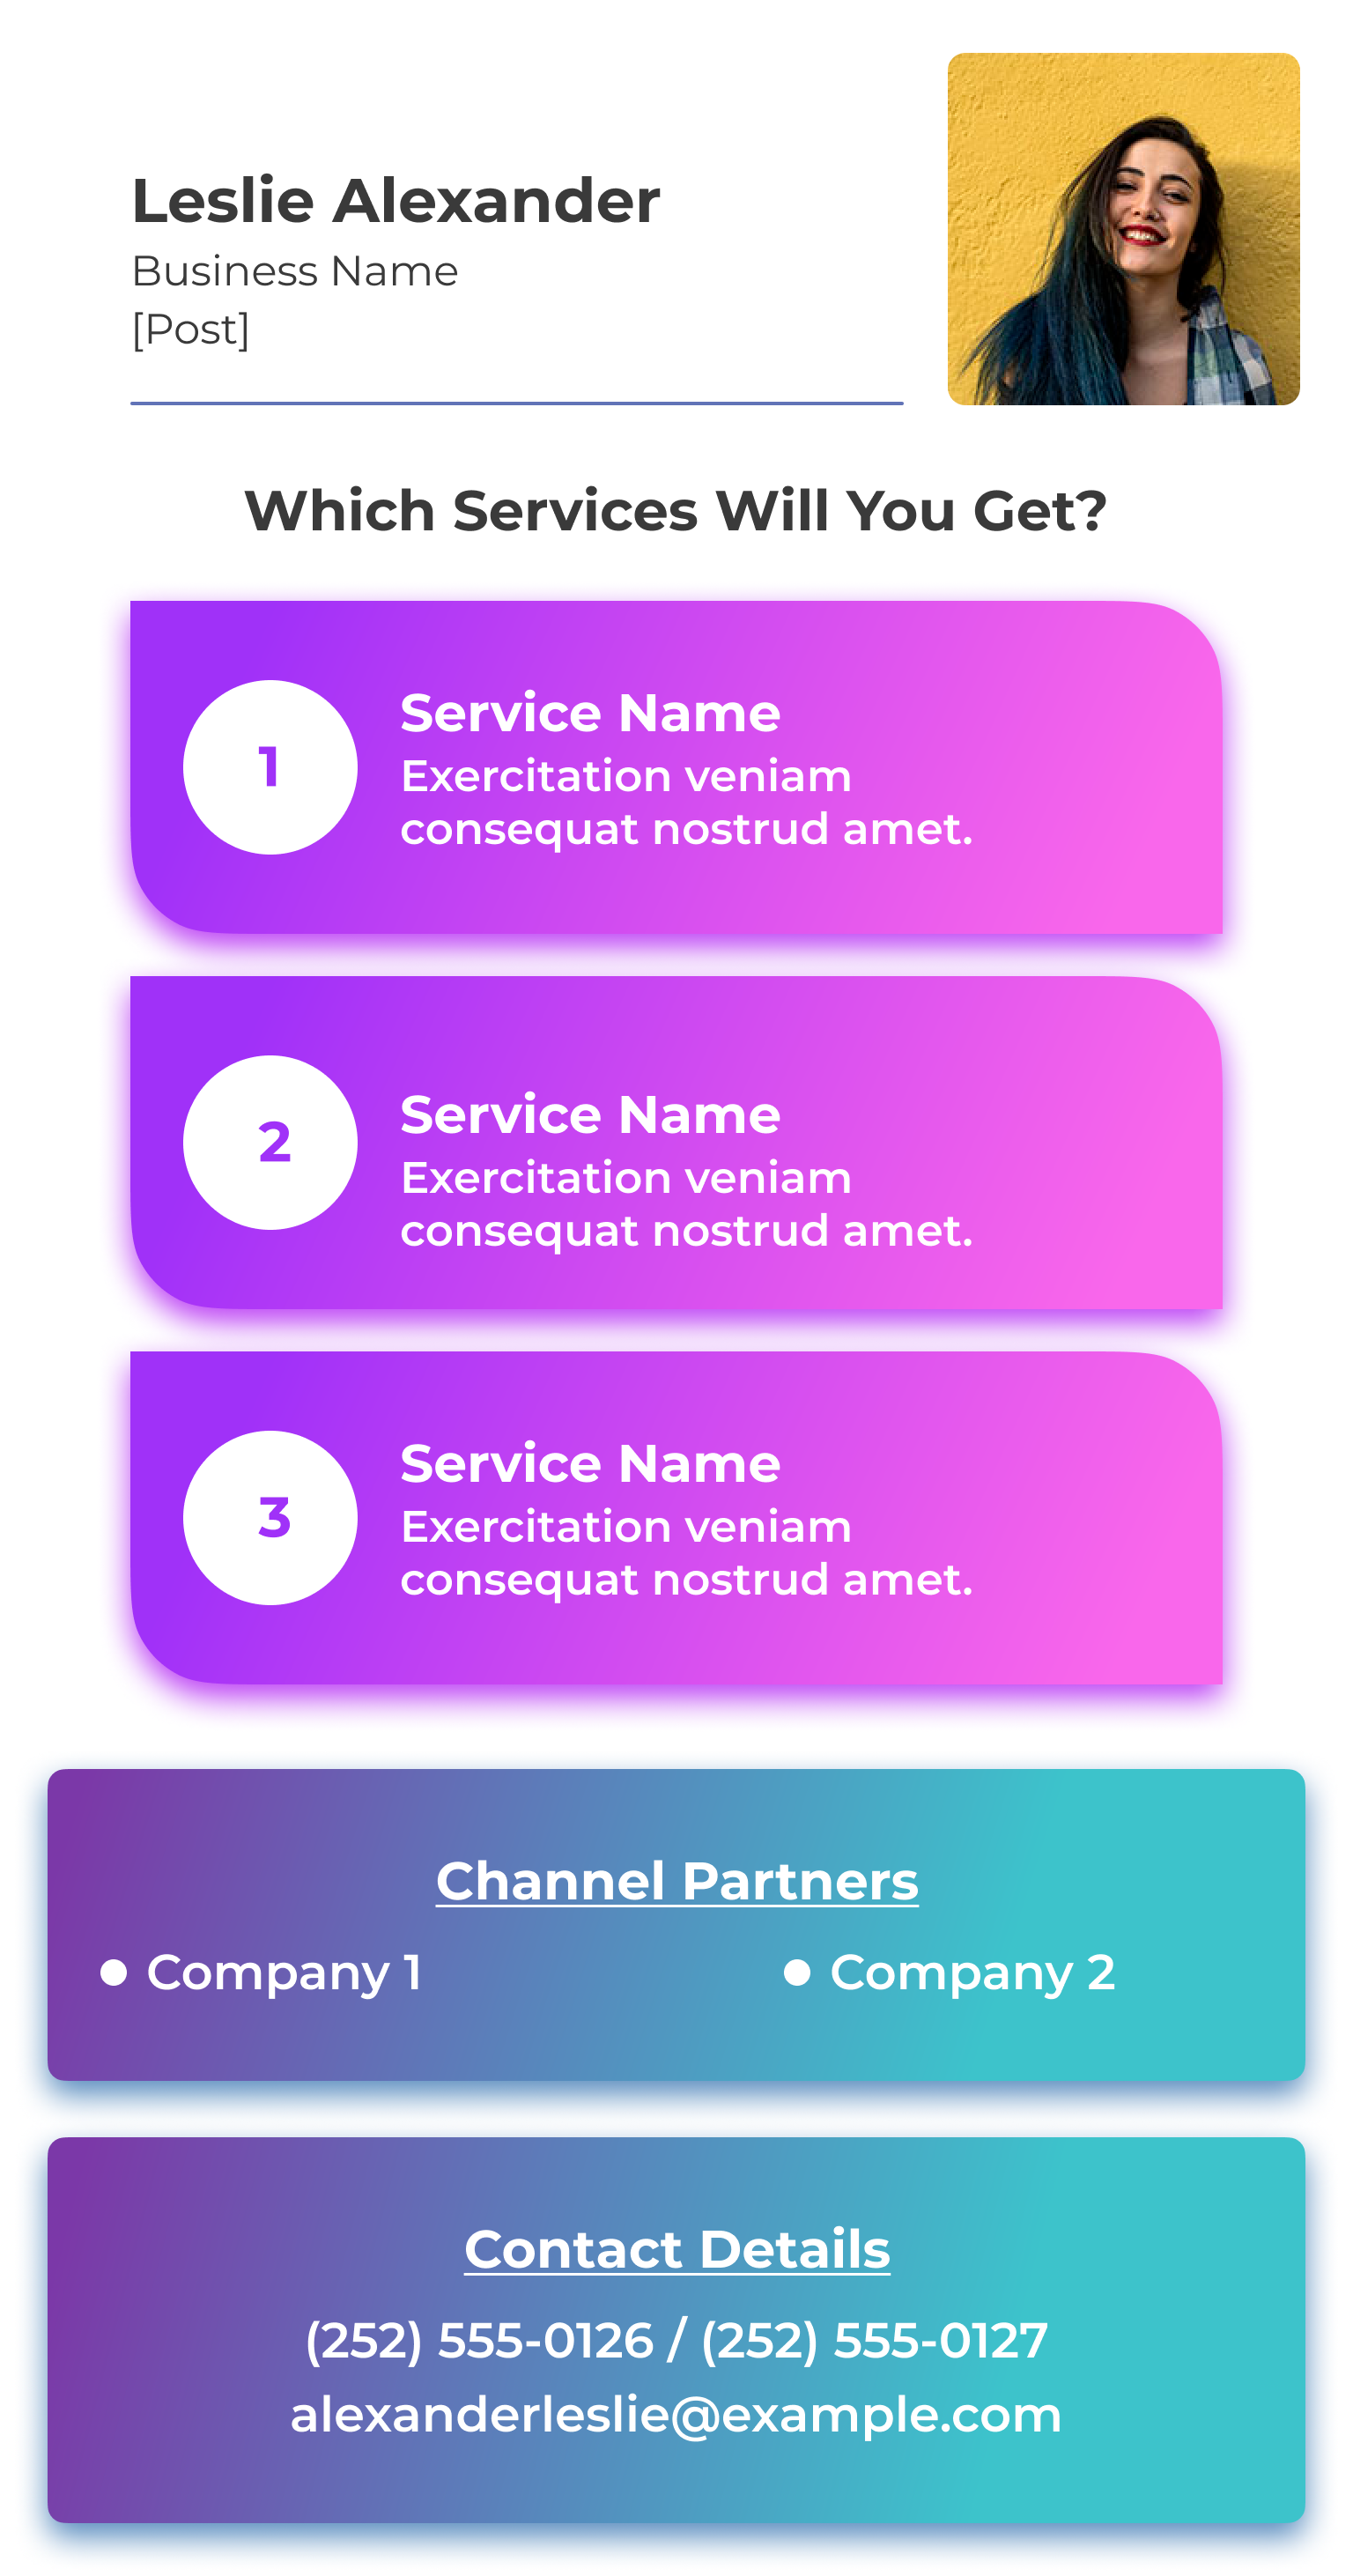 Leslie Alexander
Business Name
[Post]
Which Services Will You Get?
1
Service Name
Exercitation veniam
consequat nostrud amet.
2
Service Name
Exercitation veniam
consequat nostrud amet.
3
Service Name
Exercitation veniam
consequat nostrud amet.
Channel Partners
Company 1
Company 2
Contact Details
(252) 555-0126 / (252) 555-0127
alexanderleslie@example.com